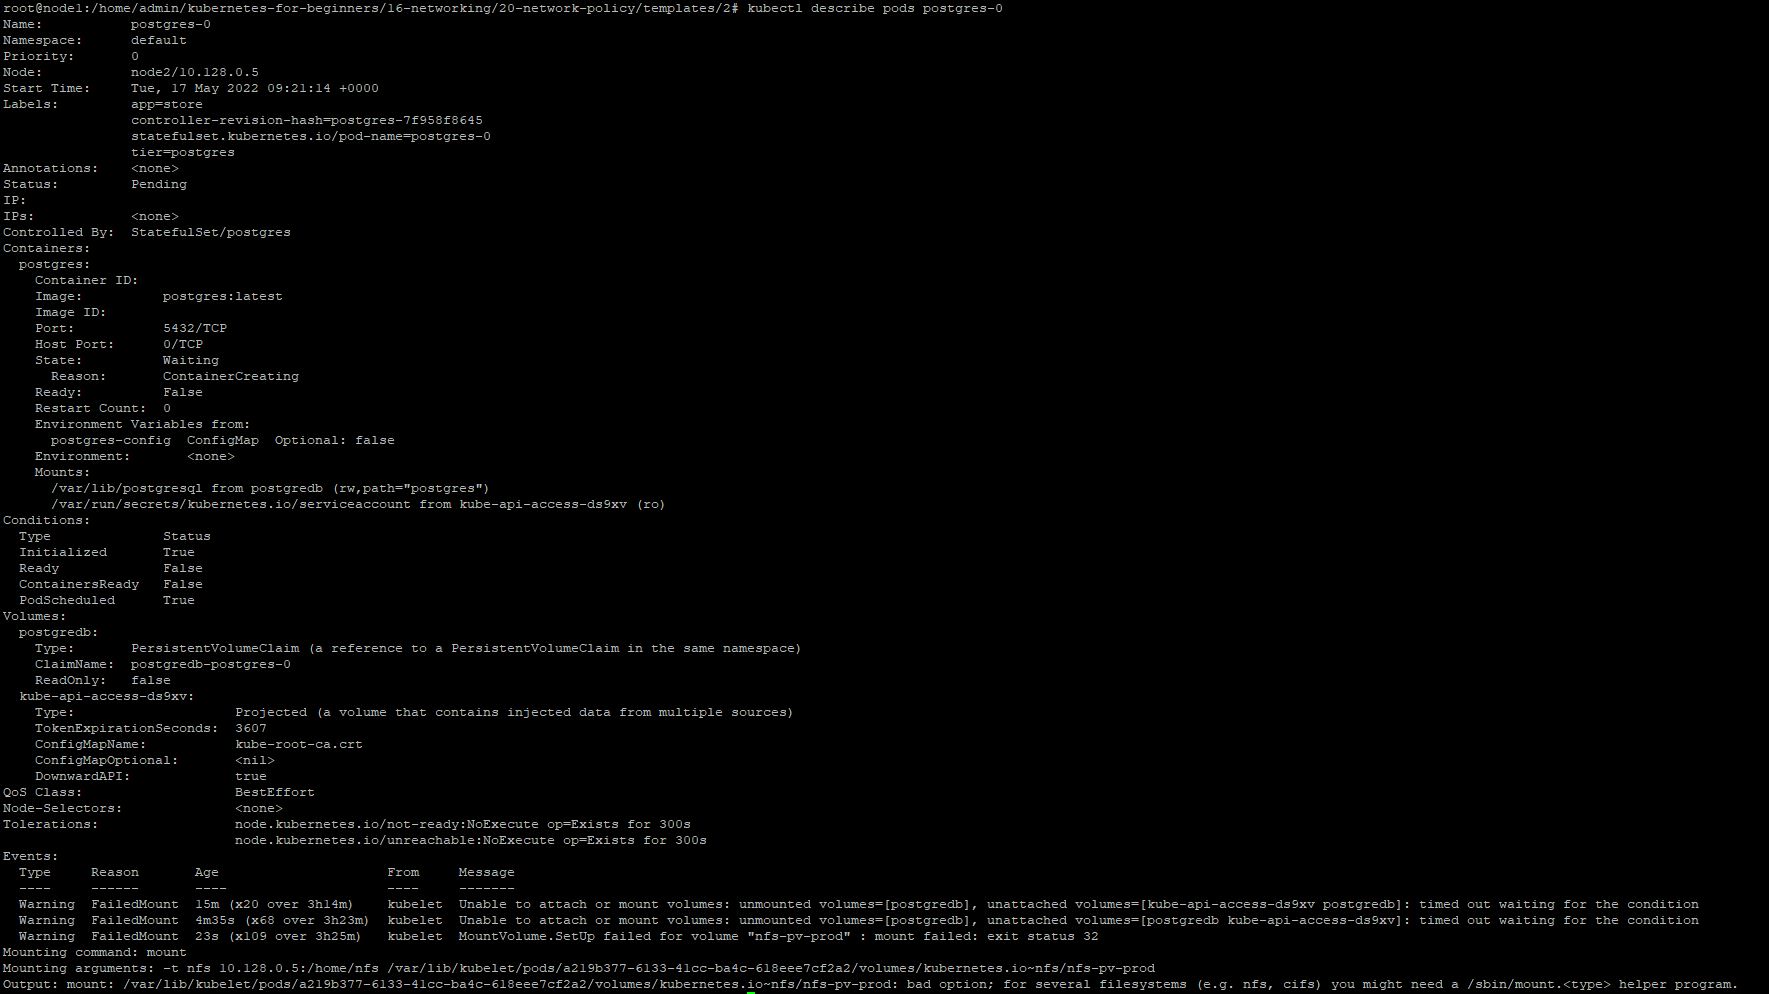 root@node1:/home/admin/kubernetes-for-beginners/16-networking/20-network-policy/templates/2# kubectl describe pods postgres-0
Name:           postgres-0
Namespace:      default
Priority:       0
Node:           node2/10.128.0.5
Start Time:     Tue, 17 May 2022 09:21:14 +0000
Labels:         app=store
                controller-revision-hash=postgres-7f958f8645
                statefulset.kubernetes.io/pod-name=postgres-0
                tier=postgres
Annotations:    <none>
Status:         Pending
IP:
IPs:            <none>
Controlled By:  StatefulSet/postgres
Containers:
  postgres:
    Container ID:
    Image:          postgres:latest
    Image ID:
    Port:           5432/TCP
    Host Port:      0/TCP
    State:          Waiting
      Reason:       ContainerCreating
    Ready:          False
    Restart Count:  0
    Environment Variables from:
      postgres-config  ConfigMap  Optional: false
    Environment:       <none>
    Mounts:
      /var/lib/postgresql from postgredb (rw,path="postgres")
      /var/run/secrets/kubernetes.io/serviceaccount from kube-api-access-ds9xv (ro)
Conditions:
  Type              Status
  Initialized       True
  Ready             False
  ContainersReady   False
  PodScheduled      True
Volumes:
  postgredb:
    Type:       PersistentVolumeClaim (a reference to a PersistentVolumeClaim in the same namespace)
    ClaimName:  postgredb-postgres-0
    ReadOnly:   false
  kube-api-access-ds9xv:
    Type:                    Projected (a volume that contains injected data from multiple sources)
    TokenExpirationSeconds:  3607
    ConfigMapName:           kube-root-ca.crt
    ConfigMapOptional:       <nil>
    DownwardAPI:             true
QoS Class:                   BestEffort
Node-Selectors:              <none>
Tolerations:                 node.kubernetes.io/not-ready:NoExecute op=Exists for 300s
                             node.kubernetes.io/unreachable:NoExecute op=Exists for 300s
Events:
  Type     Reason       Age                     From     Message
  ----     ------       ----                    ----     -------
  Warning  FailedMount  15m (x20 over 3h14m)    kubelet  Unable to attach or mount volumes: unmounted volumes=[postgredb], unattached volumes=[kube-api-access-ds9xv postgredb]: timed out waiting for the condition
  Warning  FailedMount  4m35s (x68 over 3h23m)  kubelet  Unable to attach or mount volumes: unmounted volumes=[postgredb], unattached volumes=[postgredb kube-api-access-ds9xv]: timed out waiting for the condition
  Warning  FailedMount  23s (x109 over 3h25m)   kubelet  MountVolume.SetUp failed for volume "nfs-pv-prod" : mount failed: exit status 32
Mounting command: mount
Mounting arguments: -t nfs 10.128.0.5:/home/nfs /var/lib/kubelet/pods/a219b377-6133-41cc-ba4c-618eee7cf2a2/volumes/kubernetes.io~nfs/nfs-pv-prod
Output: mount: /var/lib/kubelet/pods/a219b377-6133-41cc-ba4c-618eee7cf2a2/volumes/kubernetes.io~nfs/nfs-pv-prod: bad option; for several filesystems (e.g. nfs, cifs) you might need a /sbin/mount.<type> helper program.